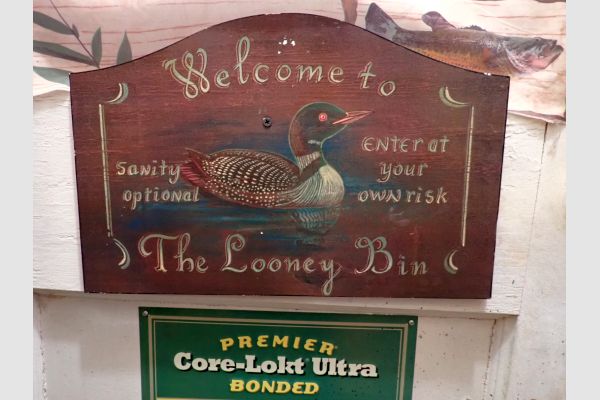 Welcome to
Sanity
optional
ENTER at
your
OWN risk
The Looney Bin
PREMIER
Core-Lokt Ultra
BONDED